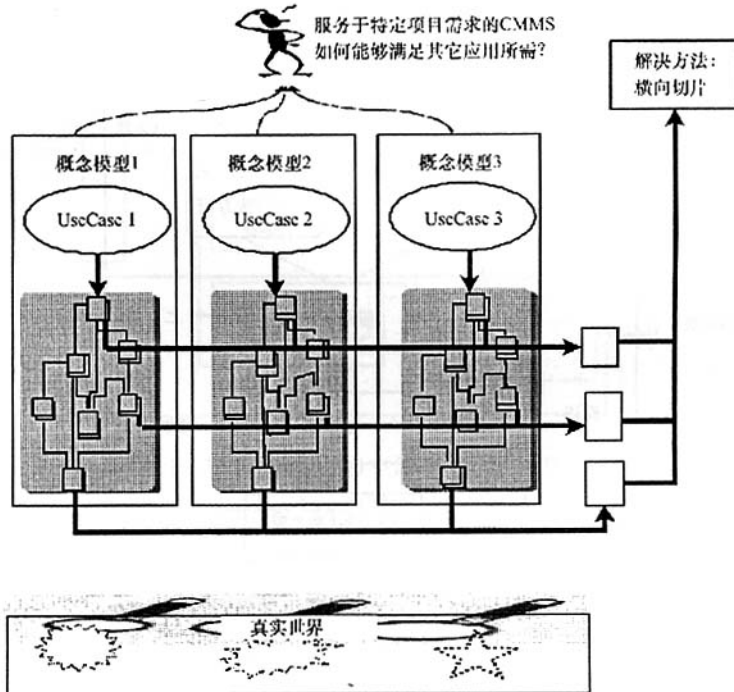 服务于特定项目需求的CMMS
如何能够满足其它应用所需?
解决方法:
横向切片
概念模型1
概念模型2
概念模型3
UseCase 1
UseCase 2
UseCase 3
真实世界